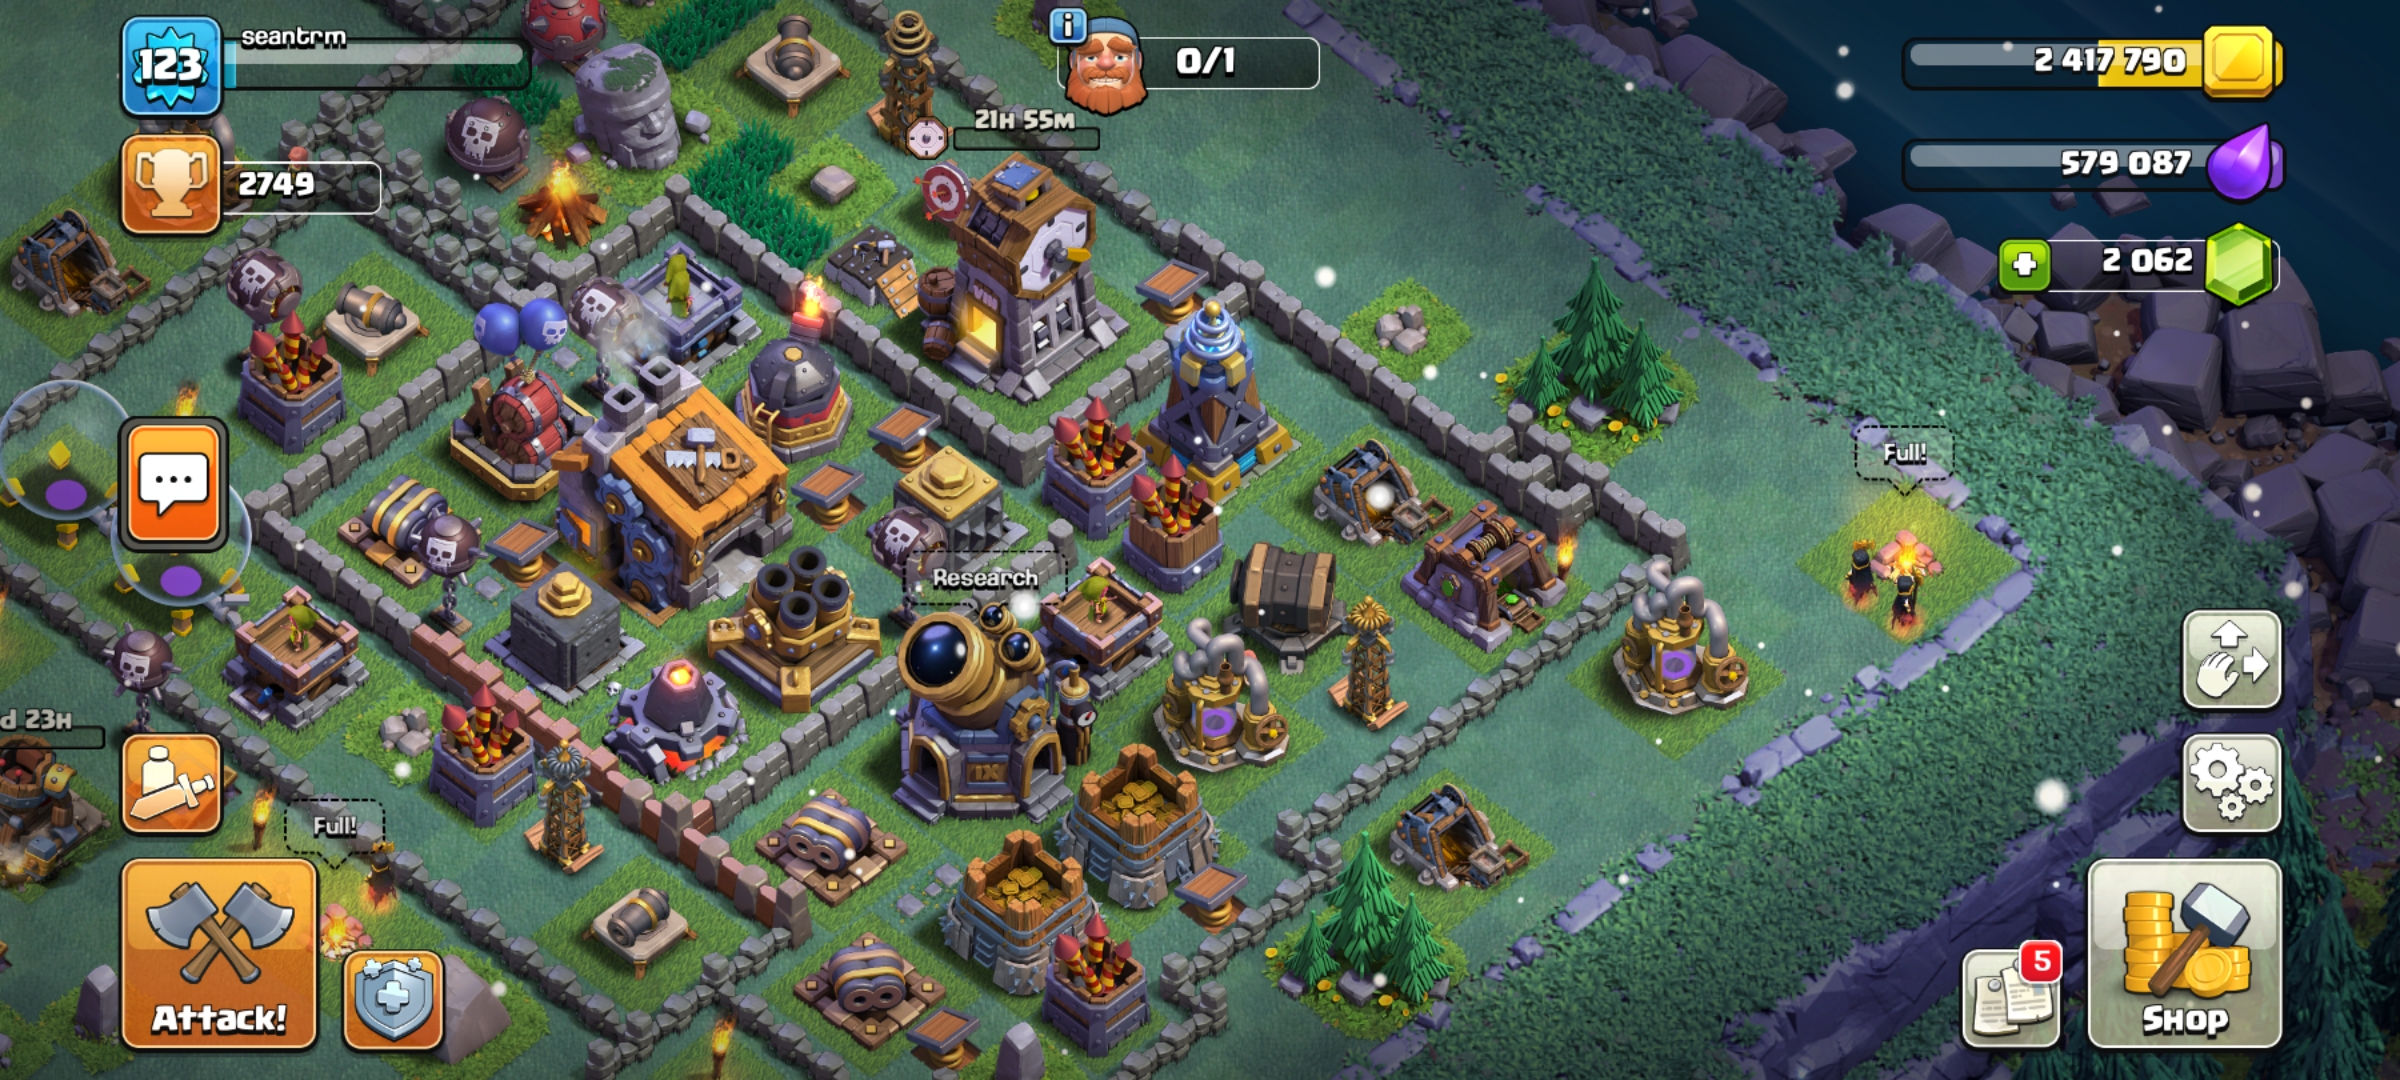 123
seantrm
i
0/1
2 417 790
21H 55M
579 087
2749
2 062
VIII
Full!
Research
d 23H
IX
Full!
5
Attack!
Shop